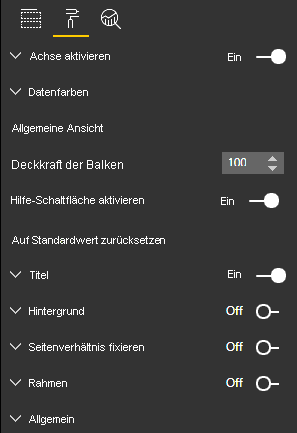 Achse aktivieren Ein
Datenfarben
Allgemeine Ansicht
Deckkraft der Balken 100
Hilfe-Schaltfläche aktivieren Ein
Auf Standardwert zurücksetzen
Titel Ein
Hintergrund Off
Seitenverhältnis fixieren Off
Rahmen Off
Allgemein